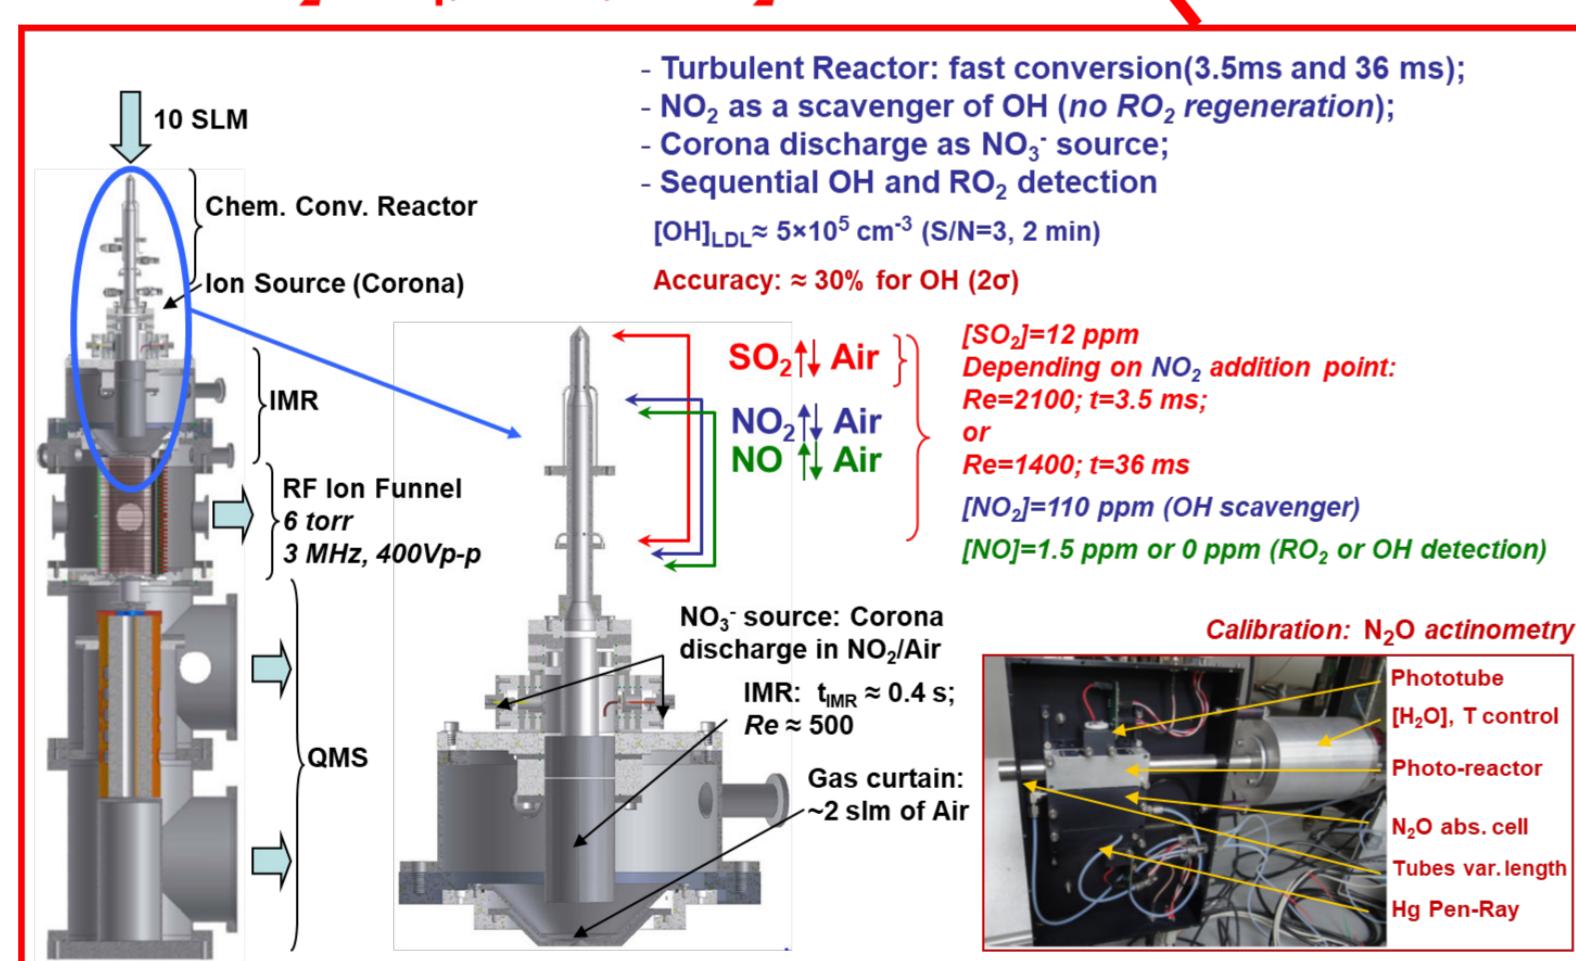 - Turbulent Reactor: fast conversion(3.5ms and 36 ms);
- NO₂ as a scavenger of OH (no RO₂ regeneration);
- Corona discharge as NO₃⁻ source;
- Sequential OH and RO₂ detection
[OH]LDL≈ 5×10⁵ cm⁻³ (S/N=3, 2 min)
Accuracy: ≈ 30% for OH (2σ)
10 SLM
Chem. Conv. Reactor
Ion Source (Corona)
IMR
RF Ion Funnel
6 torr
3 MHz, 400Vp-p
QMS
SO₂ Air
NO₂ Air
NO Air
[SO₂]=12 ppm
Depending on NO₂ addition point:
Re=2100; t=3.5 ms;
or
Re=1400; t=36 ms
[NO₂]=110 ppm (OH scavenger)
[NO]=1.5 ppm or 0 ppm (RO₂ or OH detection)
NO₃⁻ source: Corona
discharge in NO₂/Air
IMR: tIMR ≈ 0.4 s;
Re ≈ 500
Gas curtain:
~2 slm of Air
Calibration: N₂O actinometry
Phototube
[H₂O], T control
Photo-reactor
N₂O abs. cell
Tubes var. length
Hg Pen-Ray